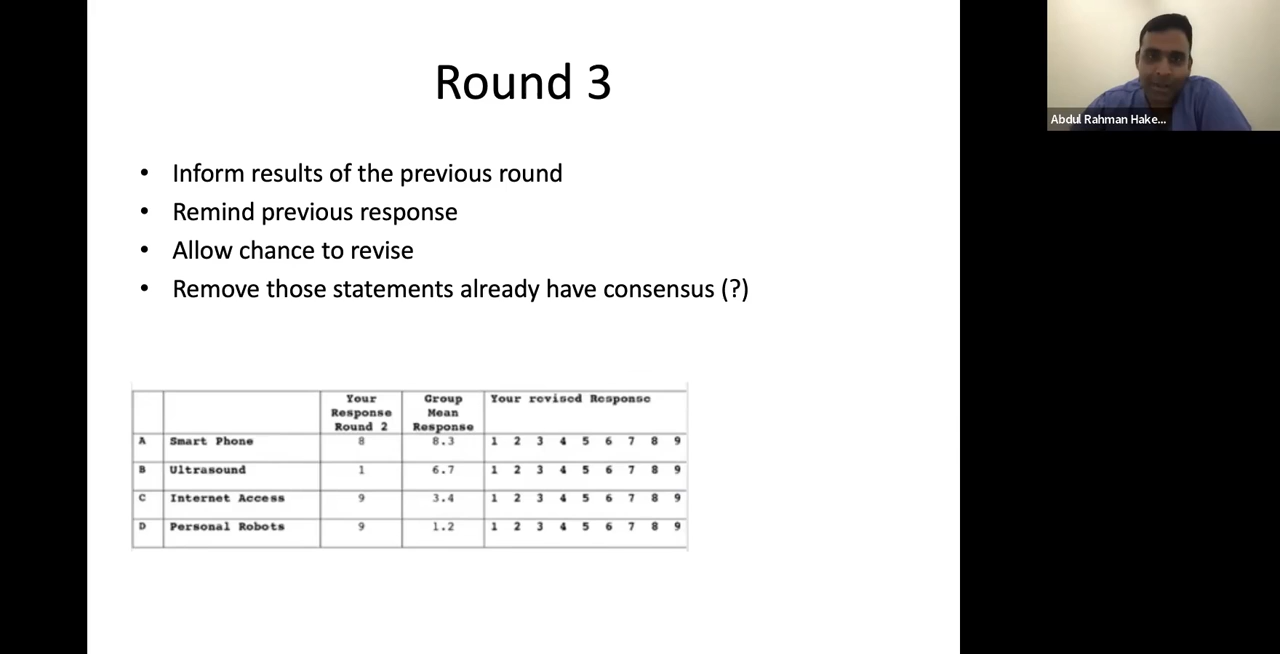 Round 3
Abdul Rahman Hake...
• Inform results of the previous round
• Remind previous response
• Allow chance to revise
• Remove those statements already have consensus (?)
Your Response Round 2 Group Mean Response Your revised Response
A Smart Phone 8 8.3 1 2 3 4 5 6 7 8 9
B Ultrasound 1 6.7 1 2 3 4 5 6 7 8 9
C Internet Access 9 3.4 1 2 3 4 5 6 7 8 9
D Personal Robots 9 1.2 1 2 3 4 5 6 7 8 9